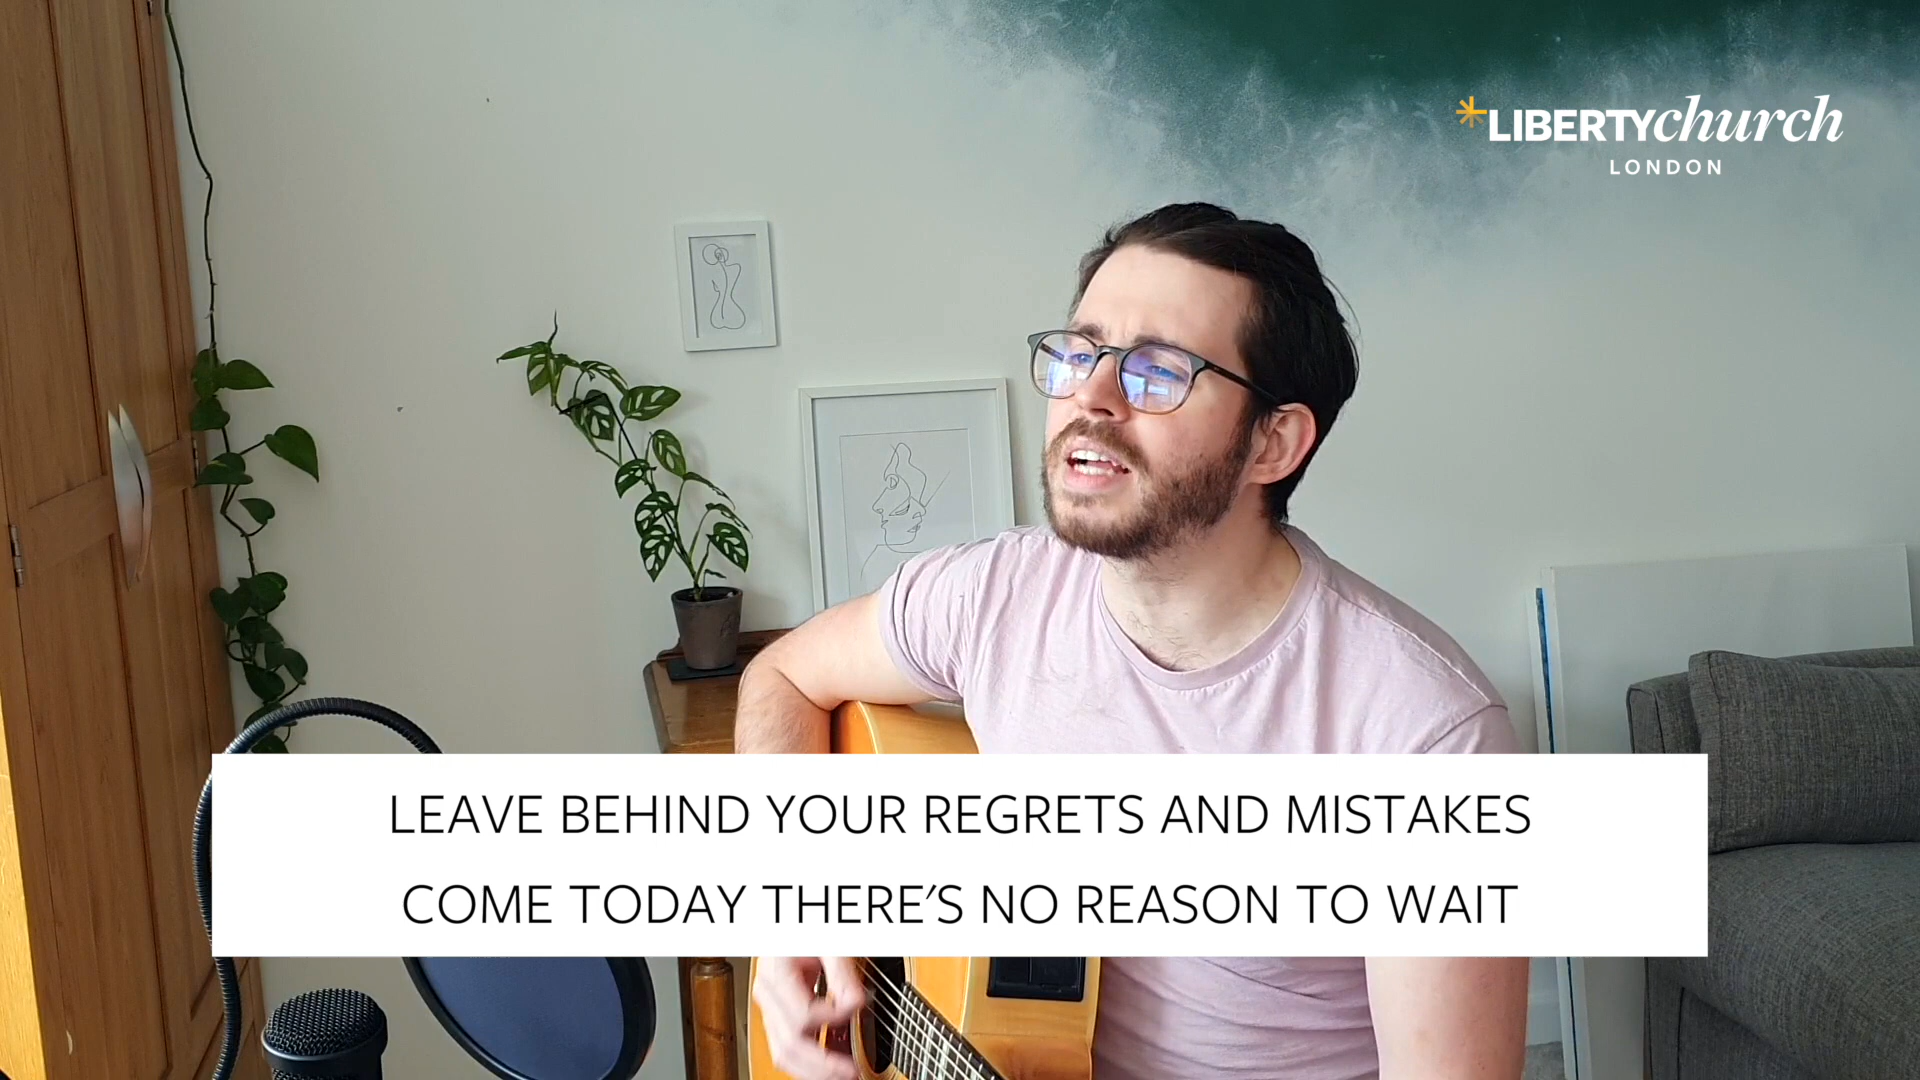 LIBERTYchurch
LONDON
LEAVE BEHIND YOUR REGRETS AND MISTAKES
COME TODAY THERE'S NO REASON TO WAIT